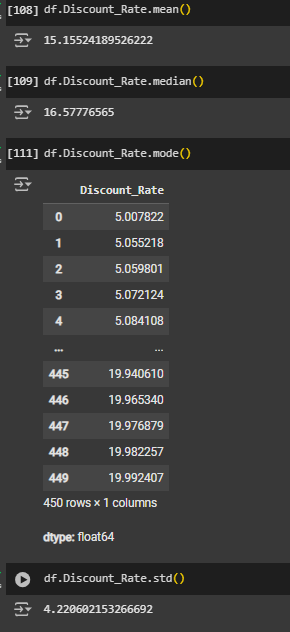 [108] df.Discount_Rate.mean()
15.15524189526222
[109] df.Discount_Rate.median()
16.57776565
[111] df.Discount_Rate.mode()
Discount_Rate
0 5.007822
1 5.055218
2 5.059801
3 5.072124
4 5.084108
... ...
445 19.940610
446 19.965340
447 19.976879
448 19.982257
449 19.992407
450 rows × 1 columns
dtype: float64
df.Discount_Rate.std()
4.220602153266692